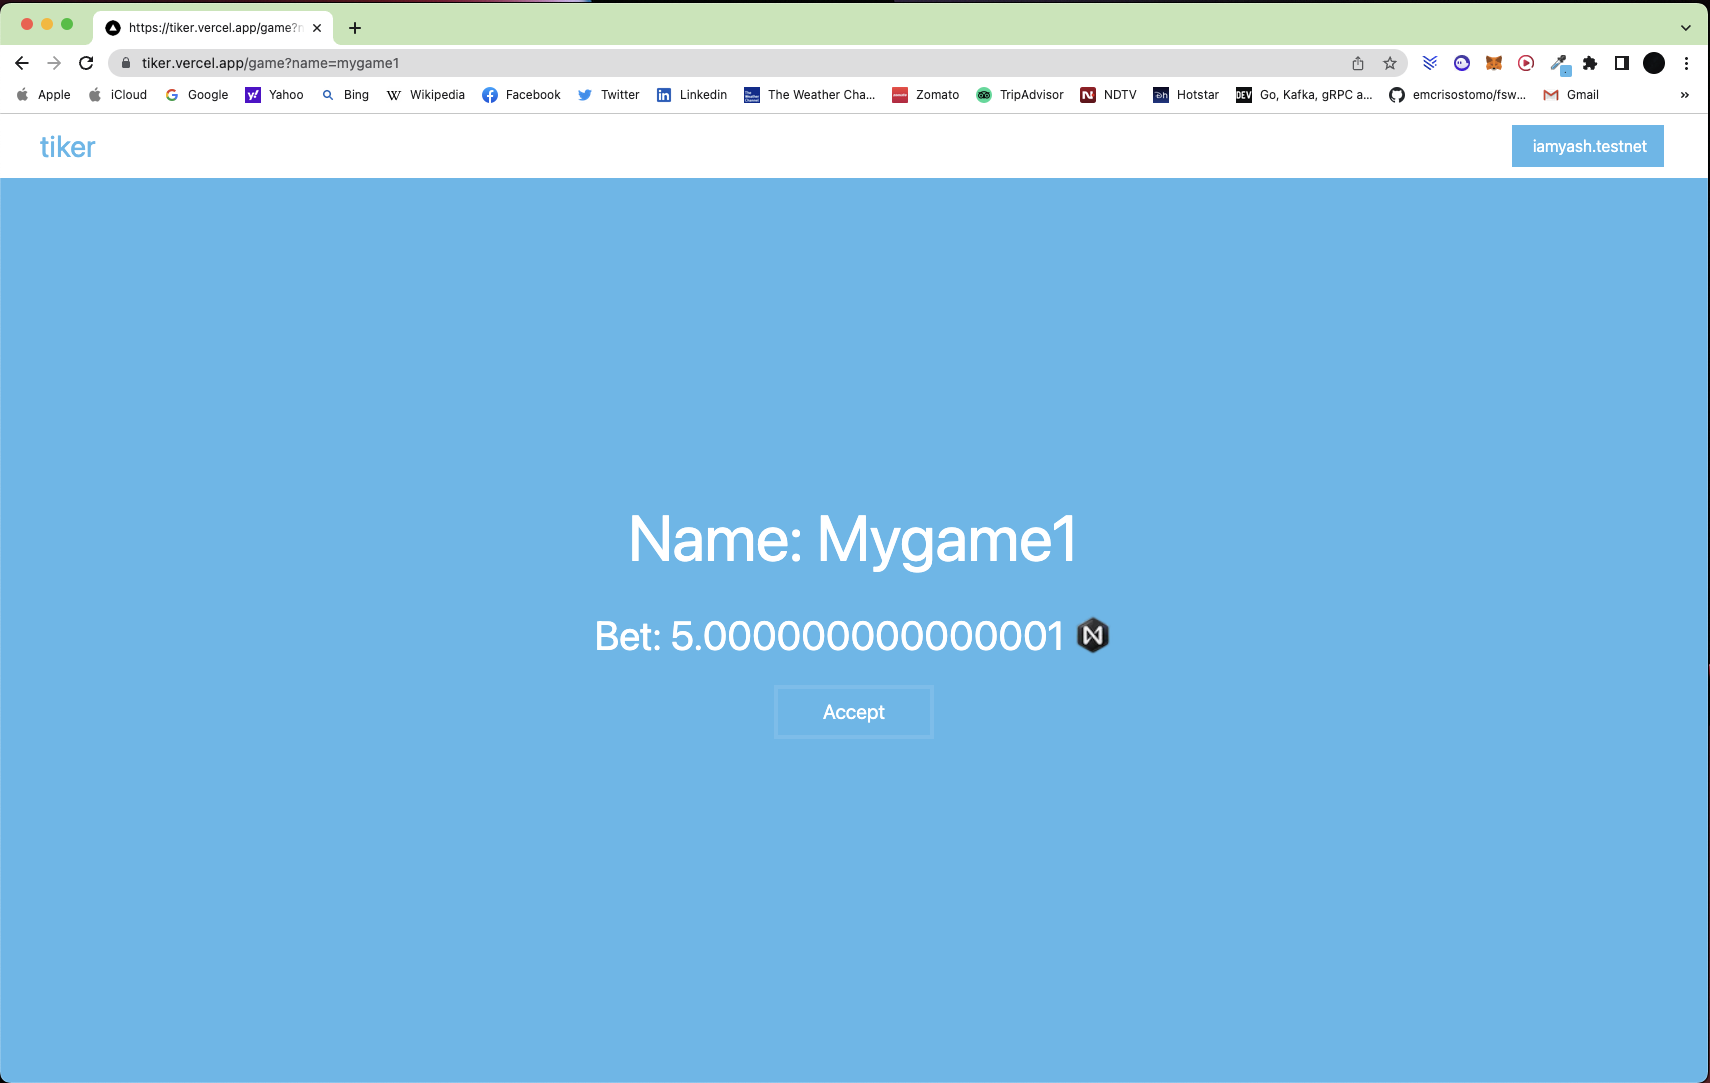 https://tiker.vercel.app/game?n
tiker.vercel.app/game?name=mygame1
Apple iCloud Google Yahoo Bing Wikipedia Facebook Twitter Linkedin The Weather Cha... Zomato TripAdvisor NDTV Hotstar Go, Kafka, gRPC a... emcrisostomo/fsw... Gmail »
tiker
iamyash.testnet
Name: Mygame1
Bet: 5.000000000000001
Accept